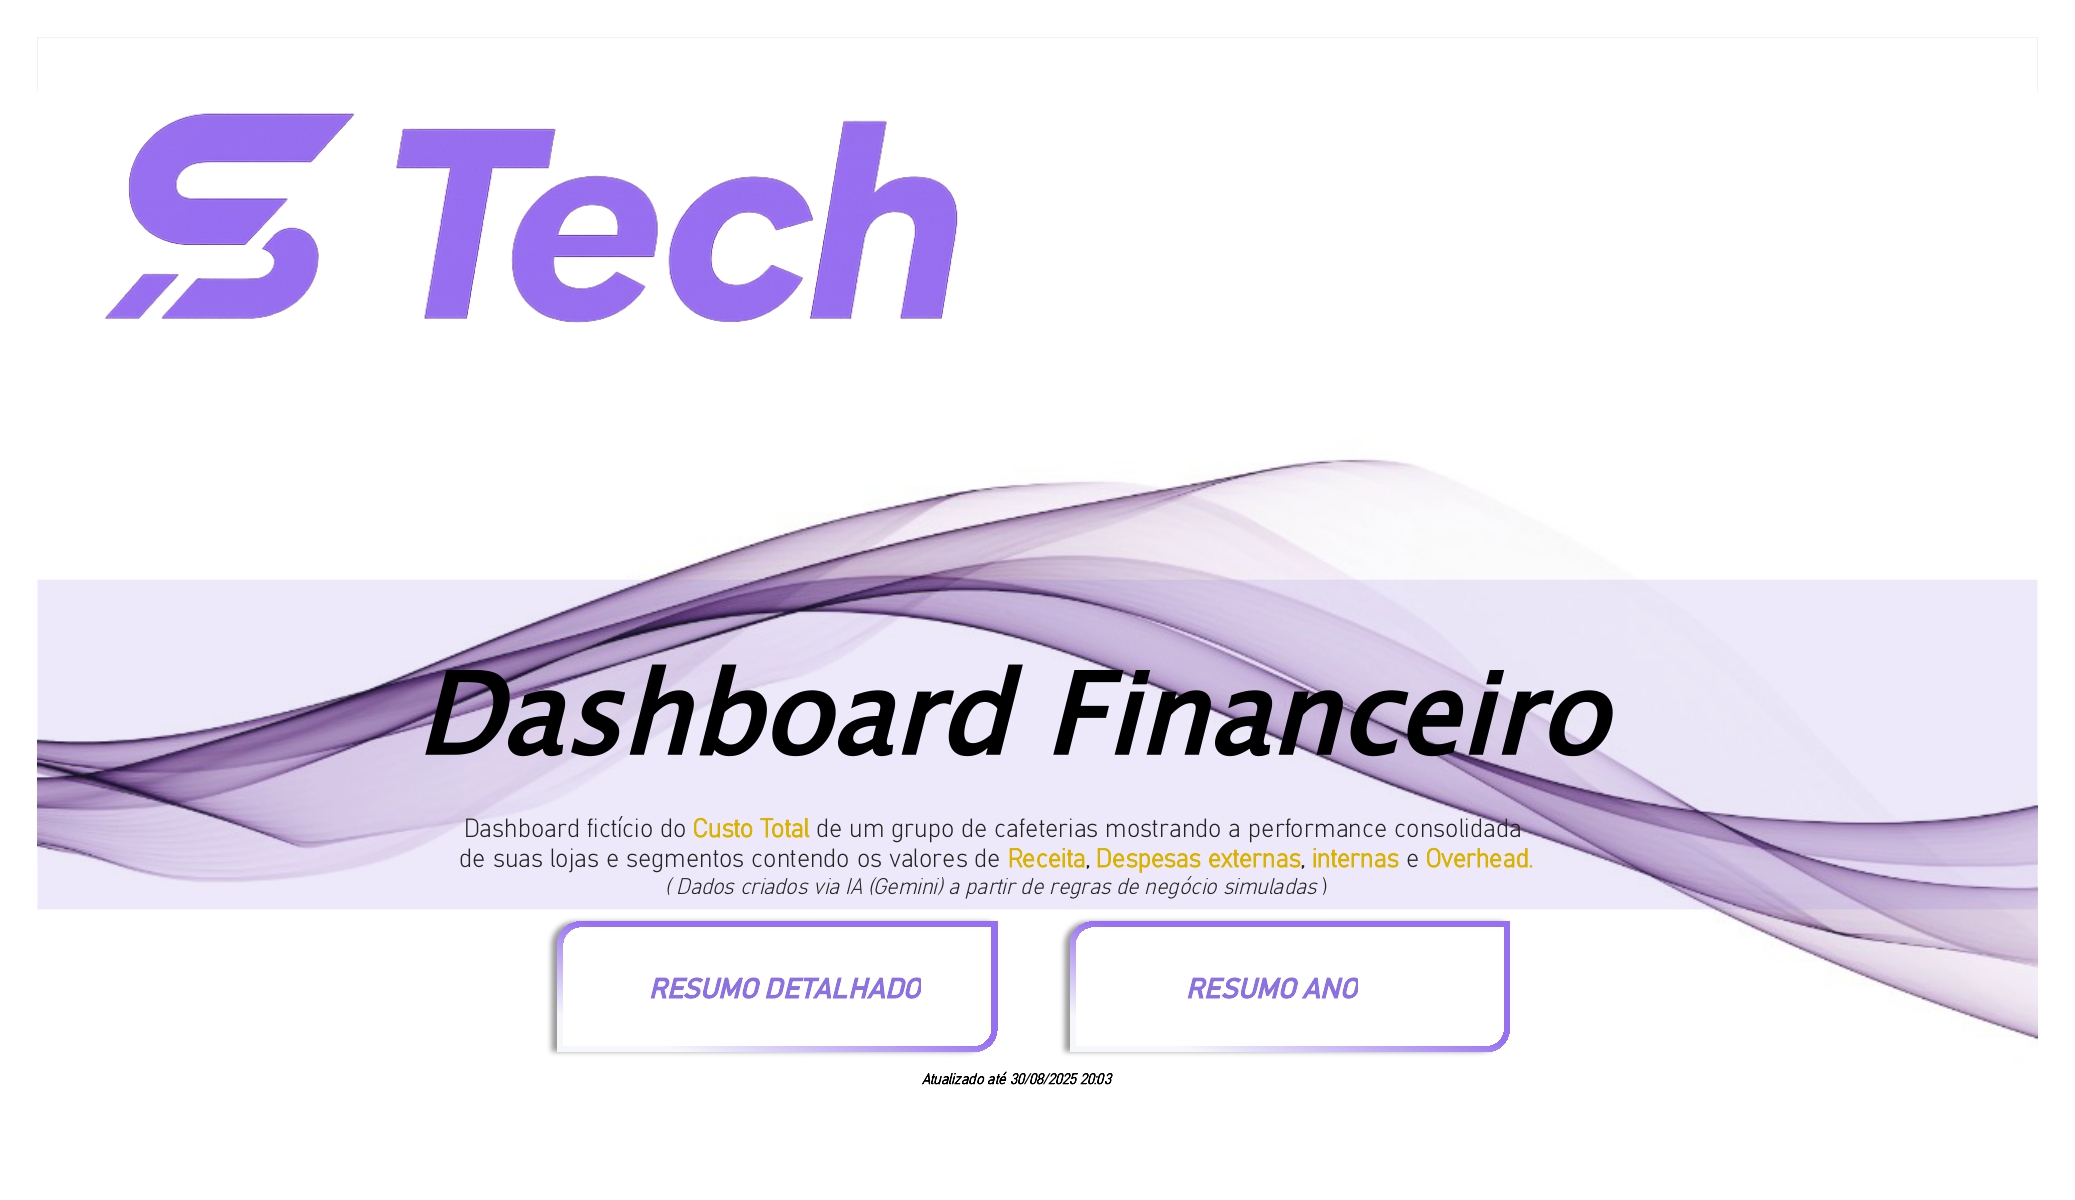 S Tech
Dashboard Financeiro
Dashboard fictício do Custo Total de um grupo de cafeterias mostrando a performance consolidada
de suas lojas e segmentos contendo os valores de Receita, Despesas externas, internas e Overhead.
( Dados criados via IA (Gemini) a partir de regras de negócio simuladas )
RESUMO DETALHADO
RESUMO ANO
Atualizado até 30/08/2025 20:03